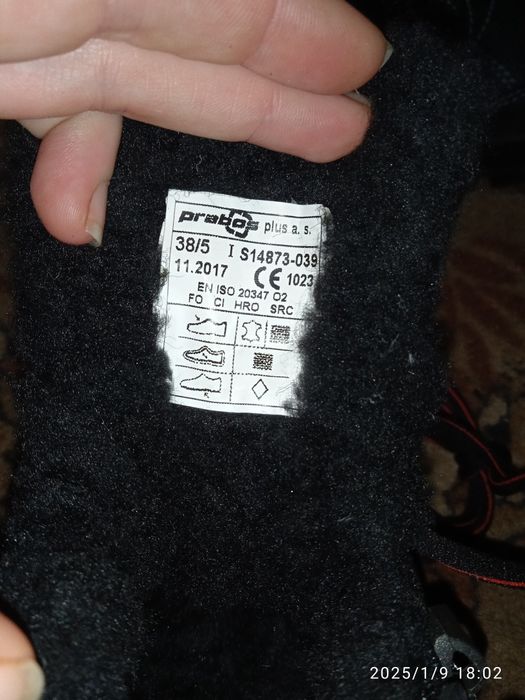 prabos plus a. s.
38/5 I S14873-039
11.2017 CE 1023
EN ISO 20347 O2
FO CI HRO SRC
2025/1/9 18:02